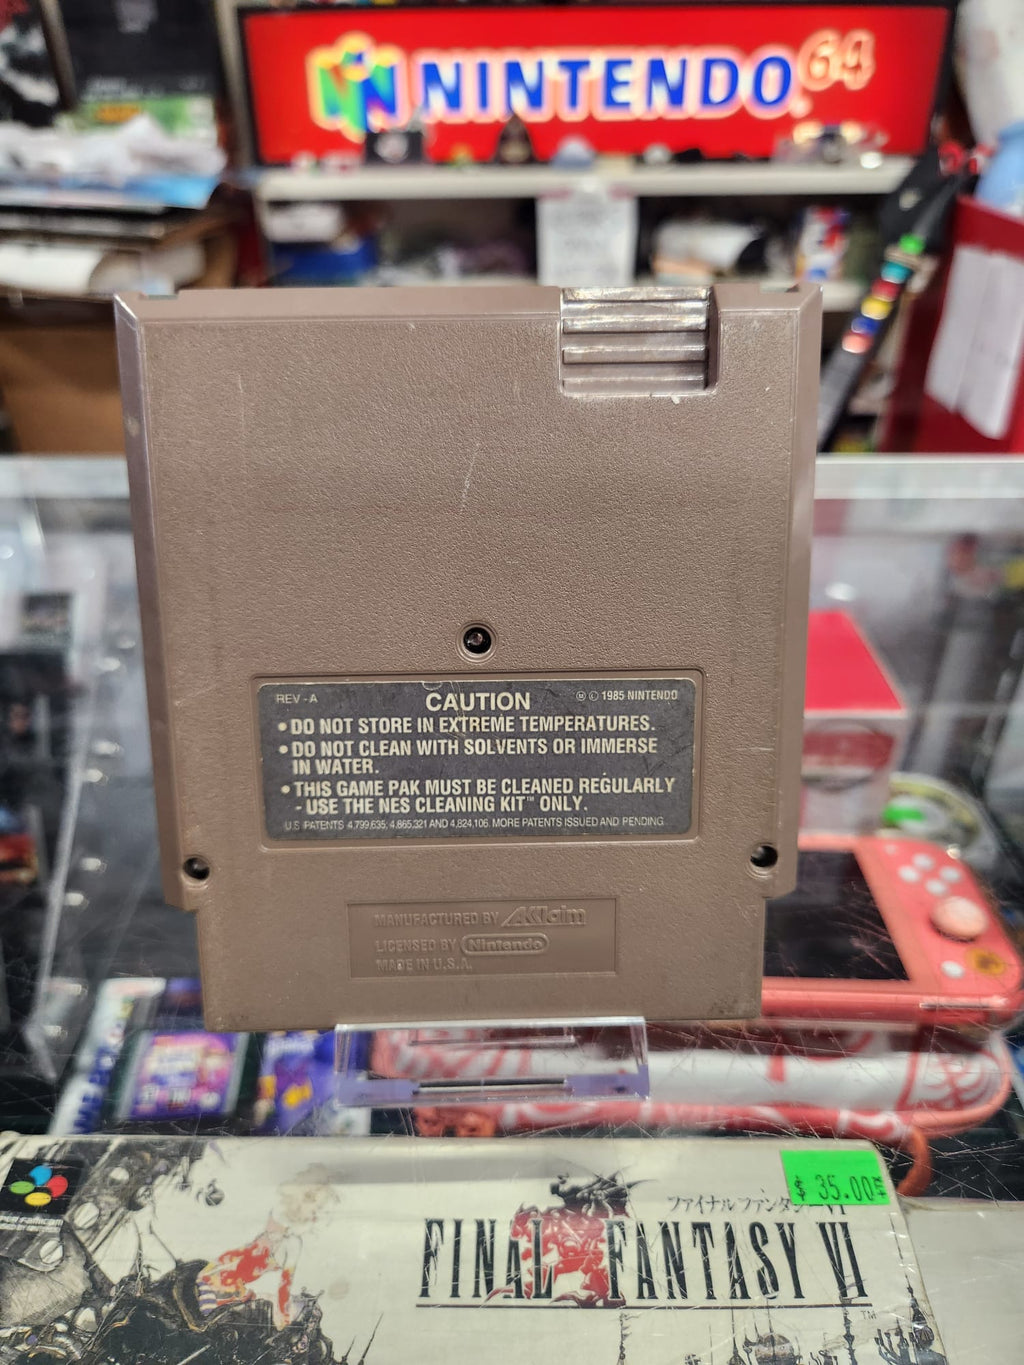 NINTENDO 64
REV-A
CAUTION
Ⓜ Ⓒ 1985 NINTENDO
• DO NOT STORE IN EXTREME TEMPERATURES.
• DO NOT CLEAN WITH SOLVENTS OR IMMERSE
IN WATER.
• THIS GAME PAK MUST BE CLEANED REGULARLY
- USE THE NES CLEANING KIT™ ONLY.
U.S. PATENTS 4,799,635; 4,865,321 AND 4,824,106. MORE PATENTS ISSUED AND PENDING.
MANUFACTURED BY AKKlaim
LICENSED BY Nintendo
MADE IN U.S.A.
$ 35.00
ファイナルファンタジーVI
FINAL FANTASY VI
TM